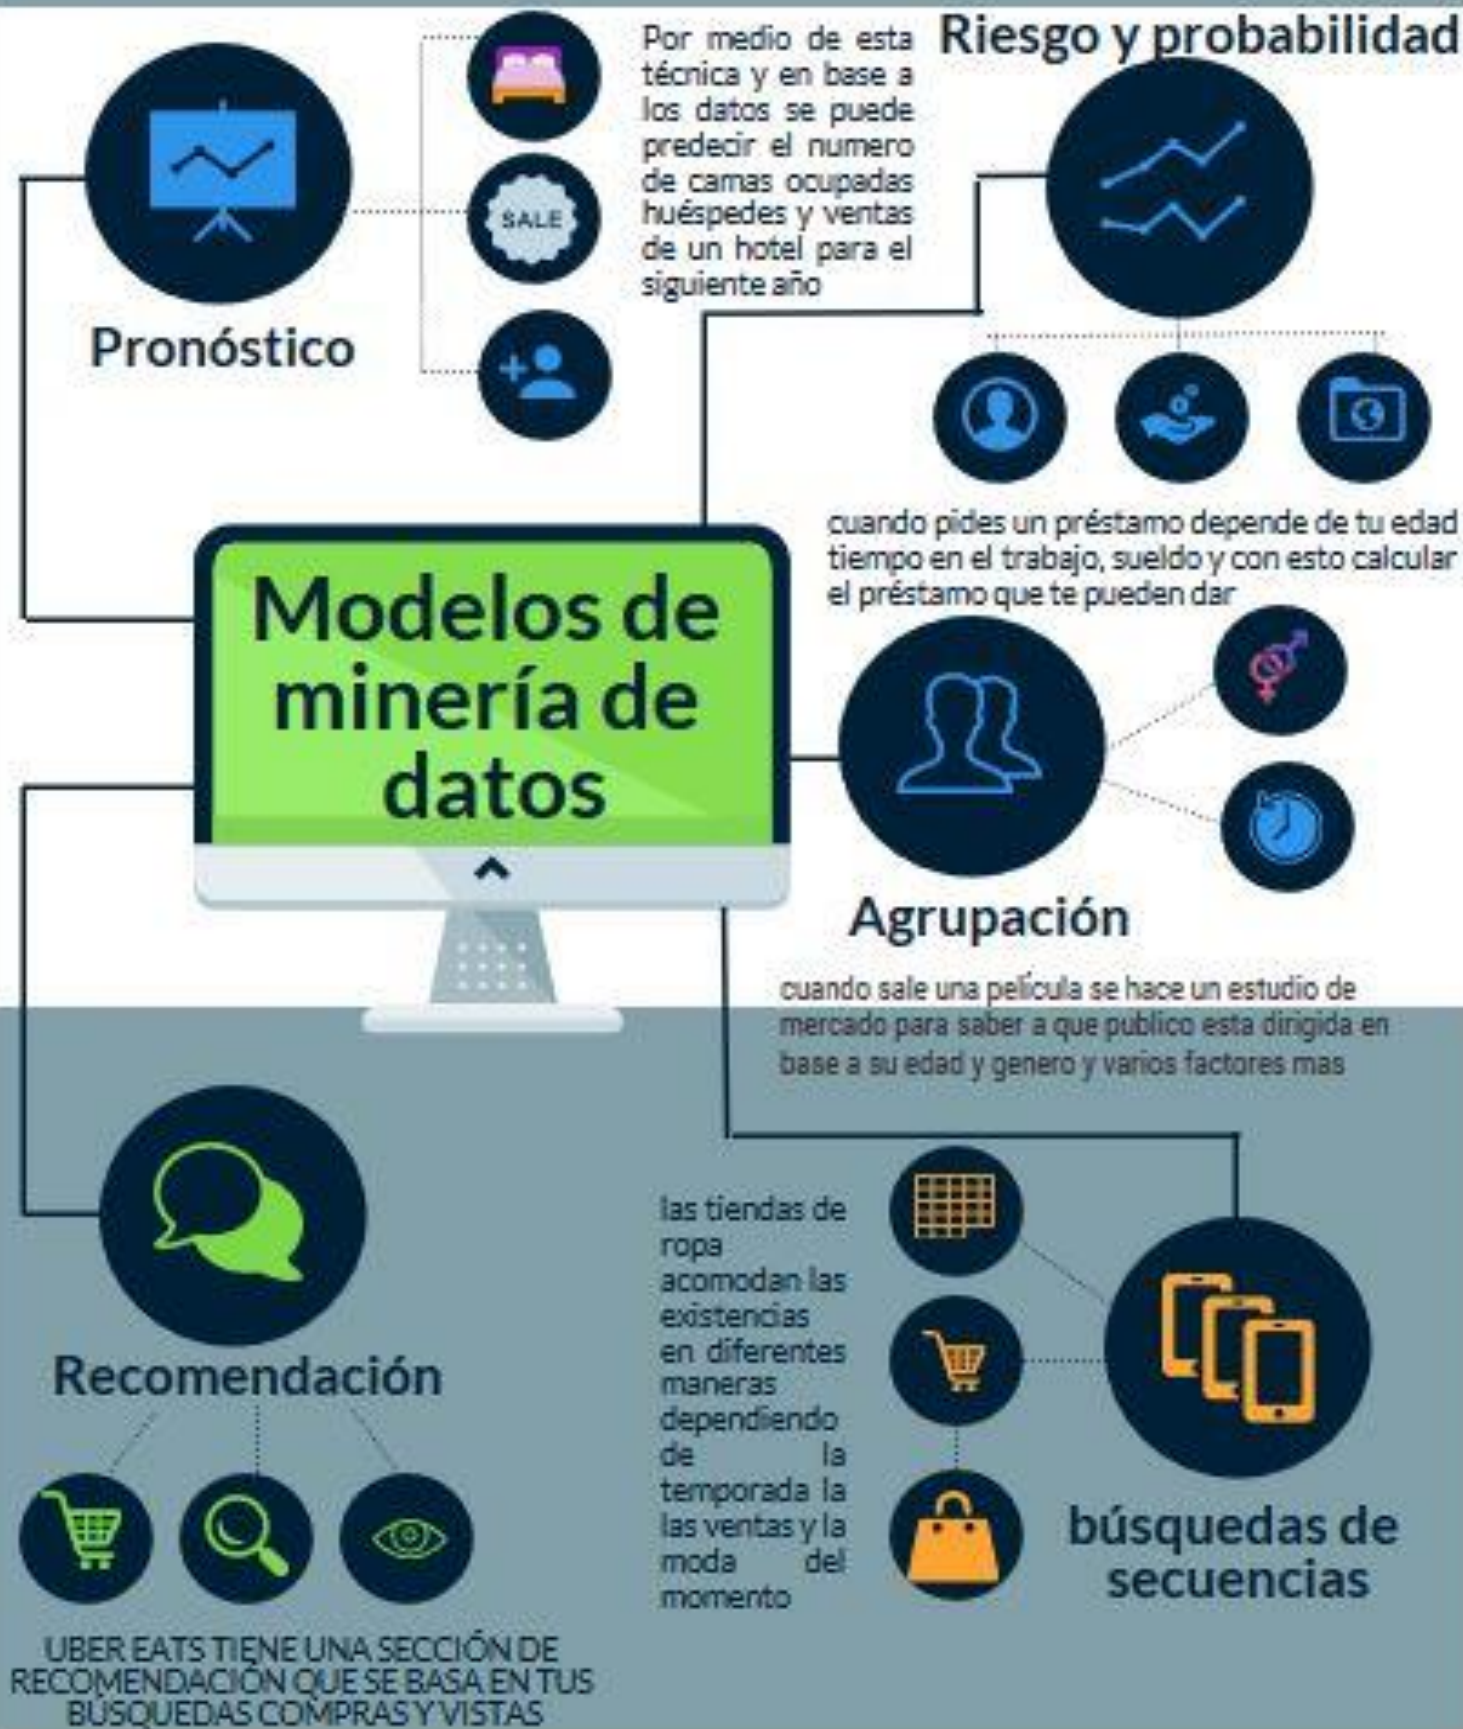 Por medio de esta
técnica y en base a
los datos se puede
predecir el numero
de camas ocupadas
huéspedes y ventas
de un hotel para el
siguiente año
SALE
Pronóstico
Riesgo y probabilidad
cuando pides un préstamo depende de tu edad
tiempo en el trabajo, sueldo y con esto calcular
el préstamo que te pueden dar
Modelos de
minería de
datos
Agrupación
cuando sale una película se hace un estudio de
mercado para saber a que publico esta dirigida en
base a su edad y genero y varios factores mas
Recomendación
UBER EATS TIENE UNA SECCIÓN DE
RECOMENDACIÓN QUE SE BASA EN TUS
BÚSQUEDAS COMPRAS Y VISTAS
las tiendas de
ropa
acomodan las
existencias
en diferentes
maneras
dependiendo
de la
temporada la
las ventas y la
moda del
momento
búsquedas de
secuencias